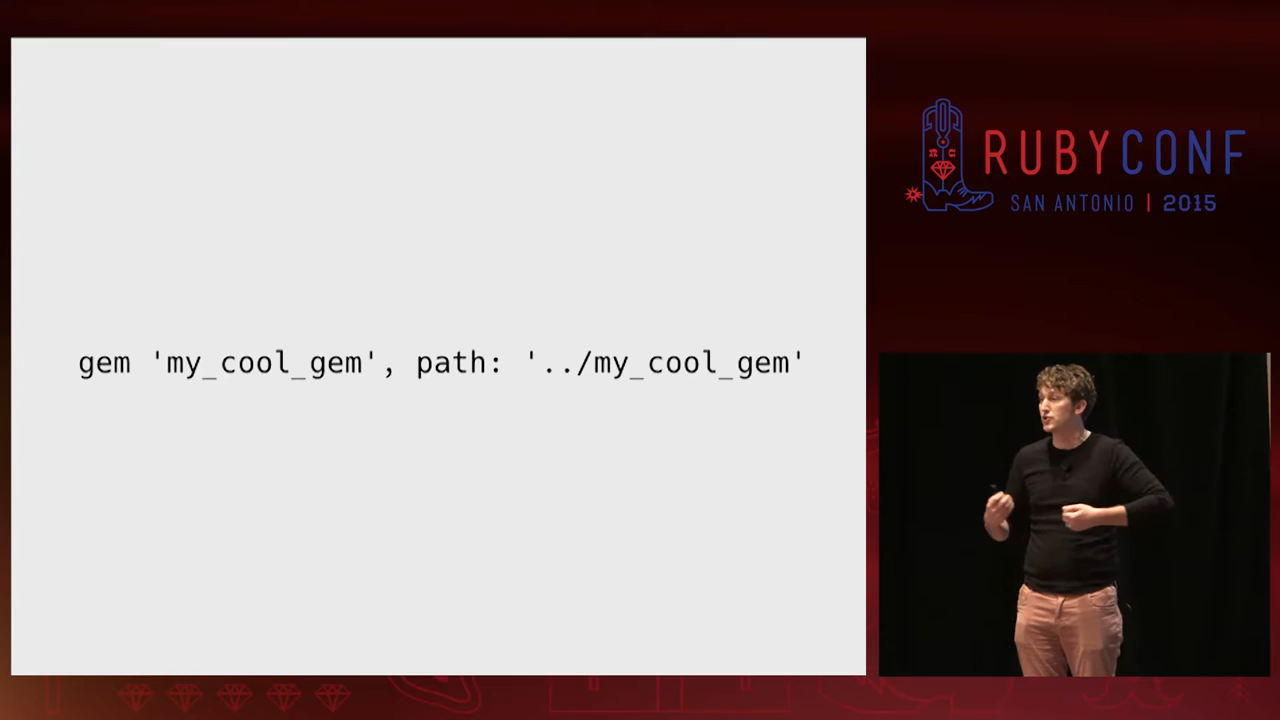 gem 'my_cool_gem', path: '../my_cool_gem'
RUBYCONF
SAN ANTONIO | 2015